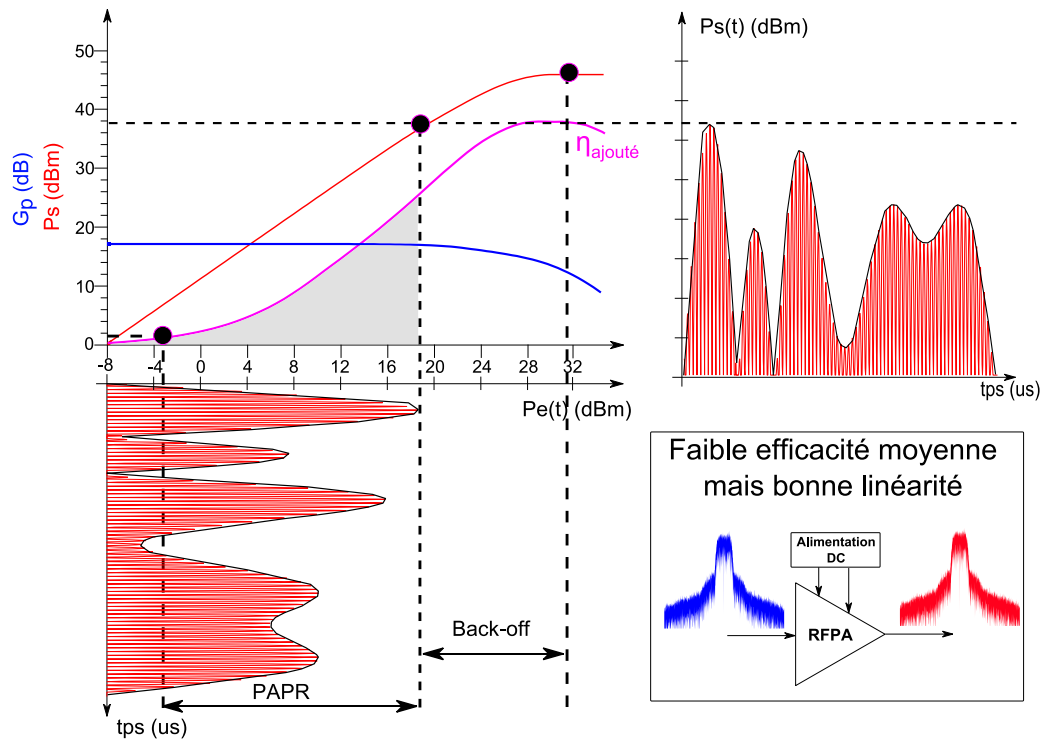 Ps(t) (dBm)
50
40
30
20
10
0
Gp (dB)
Ps (dBm)
ηajouté
-8
-4
0
4
8
12
16
20
24
28
32
Pe(t) (dBm)
tps (us)
Back-off
PAPR
tps (us)
Faible efficacité moyenne
mais bonne linéarité
Alimentation
DC
RFPA